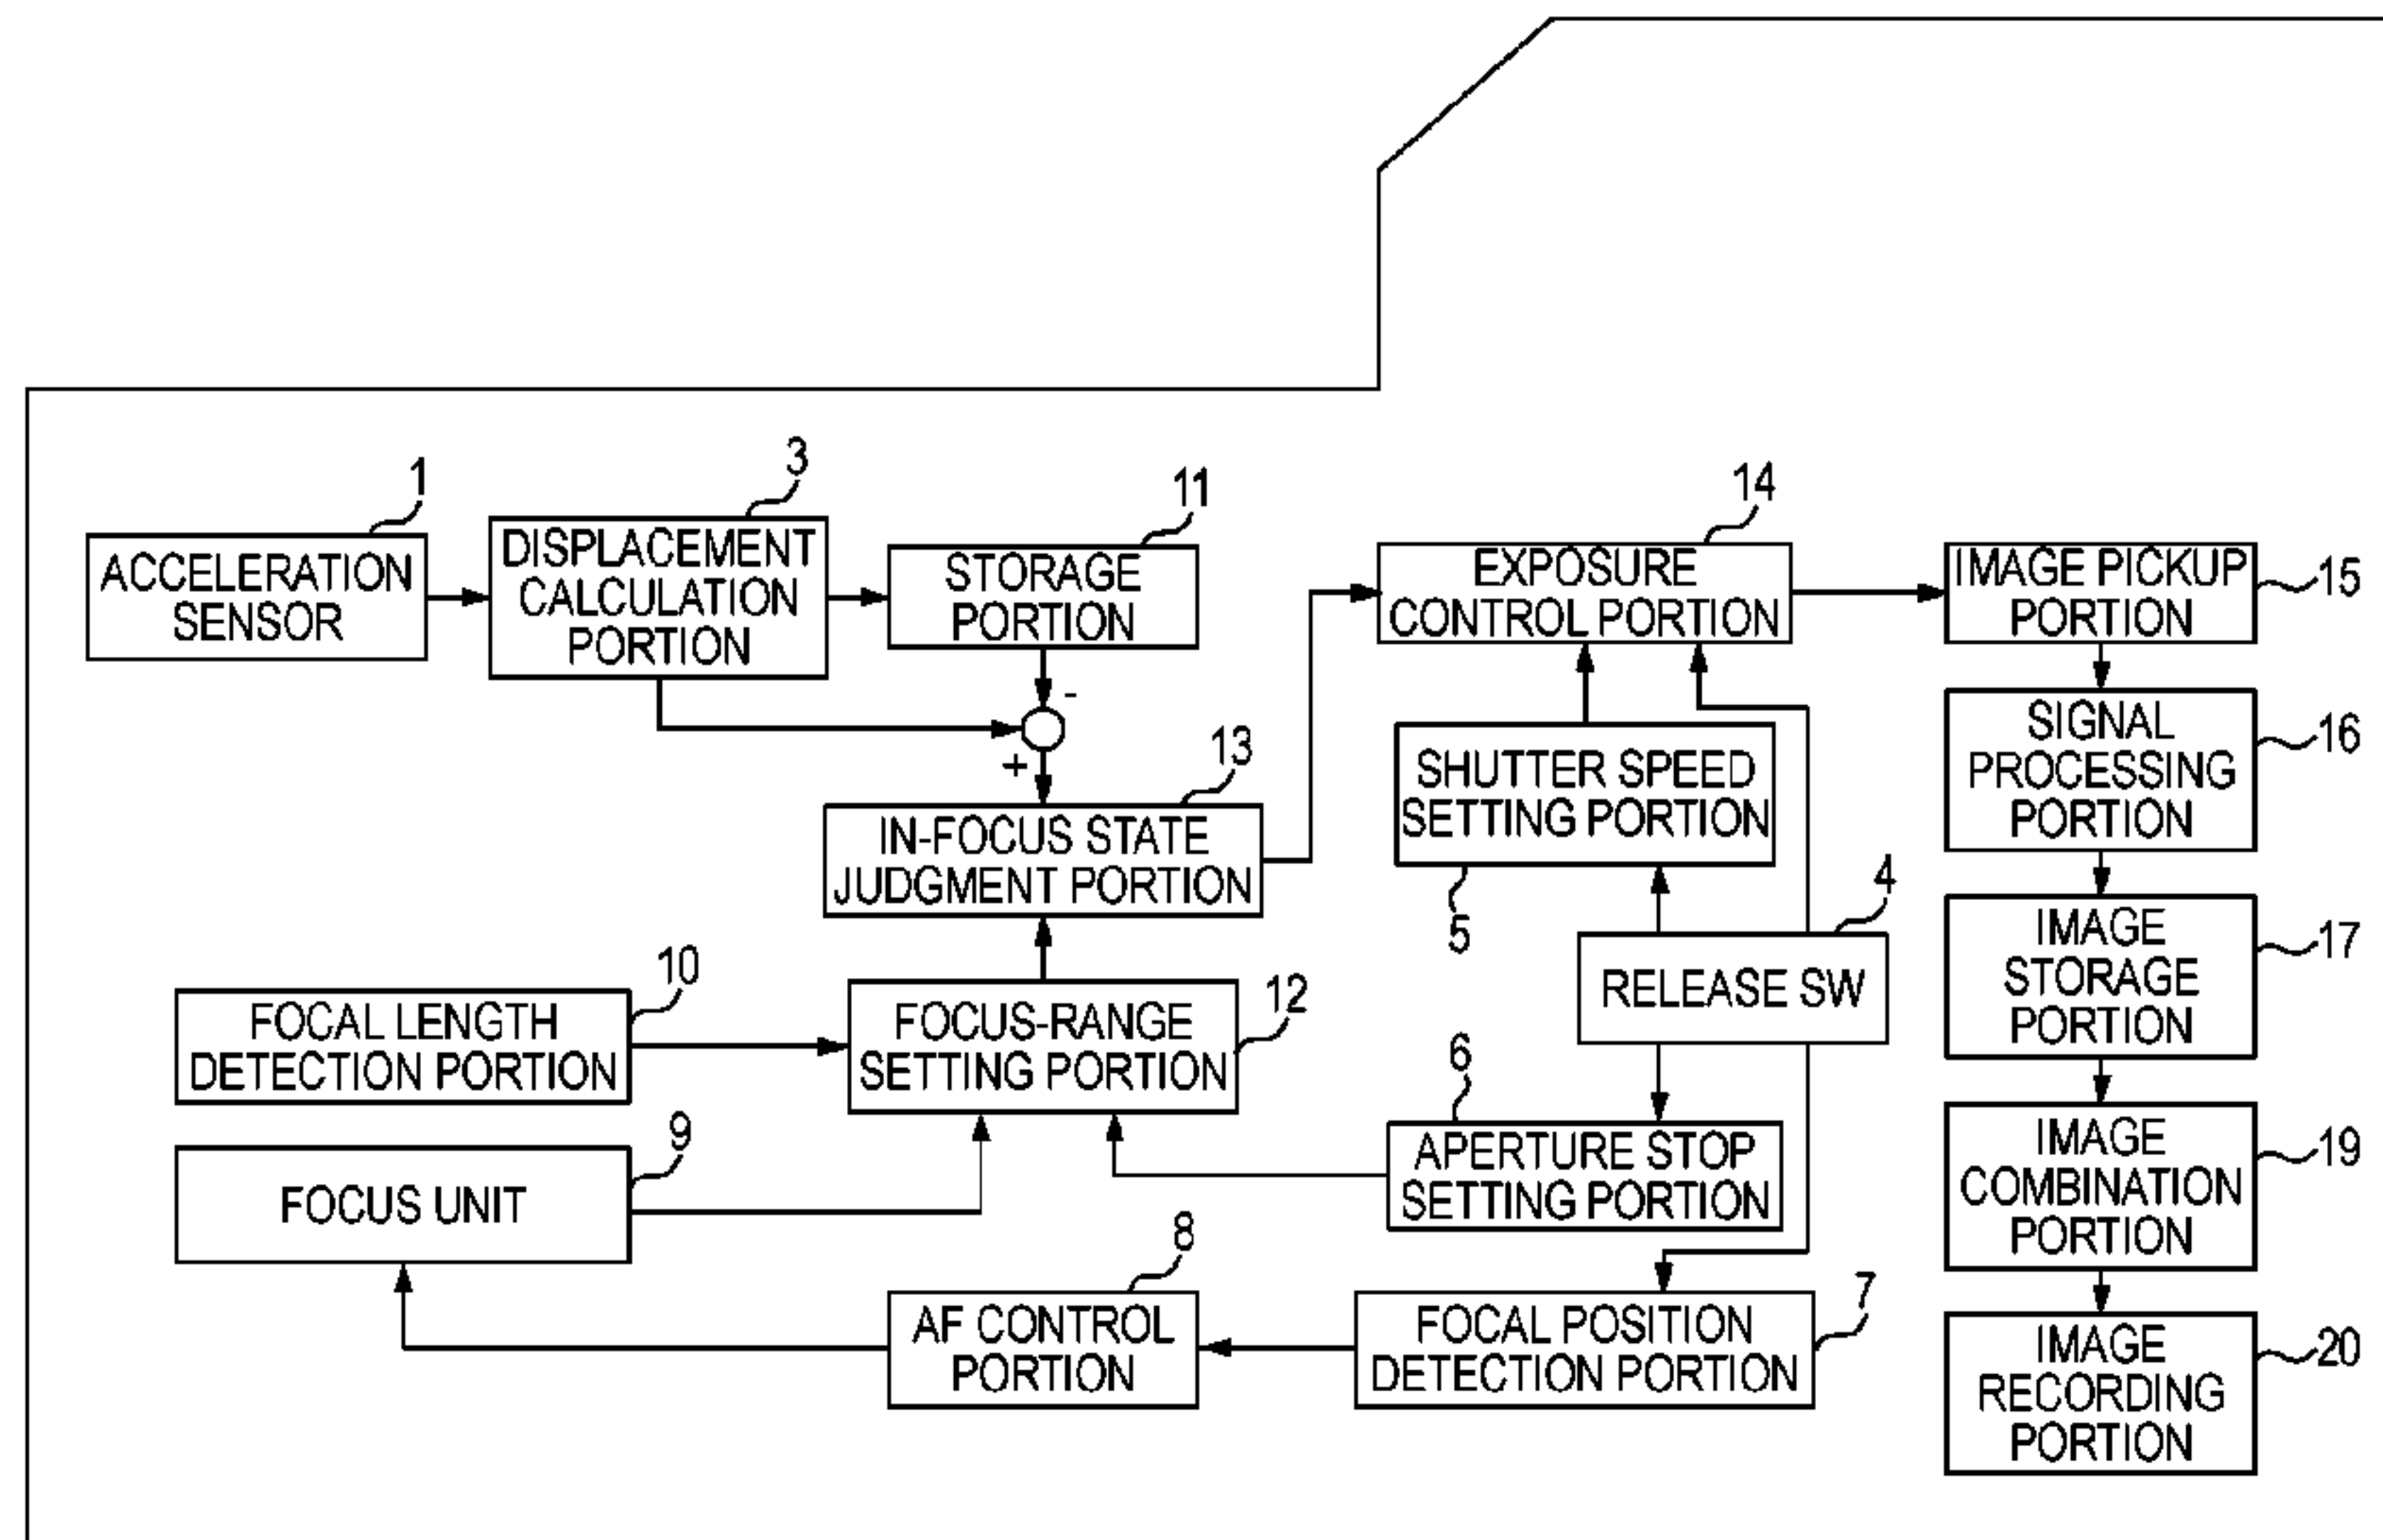 1
ACCELERATION
SENSOR
3
DISPLACEMENT
CALCULATION
PORTION
11
STORAGE
PORTION
-
+
13
IN-FOCUS STATE
JUDGMENT PORTION
14
EXPOSURE
CONTROL PORTION
SHUTTER SPEED
SETTING PORTION
5
4
RELEASE SW
10
FOCAL LENGTH
DETECTION PORTION
FOCUS-RANGE
SETTING PORTION
12
6
APERTURE STOP
SETTING PORTION
9
FOCUS UNIT
8
AF CONTROL
PORTION
7
FOCAL POSITION
DETECTION PORTION
IMAGE PICKUP
PORTION
15
SIGNAL
PROCESSING
PORTION
16
IMAGE
STORAGE
PORTION
17
IMAGE
COMBINATION
PORTION
19
IMAGE
RECORDING
PORTION
20